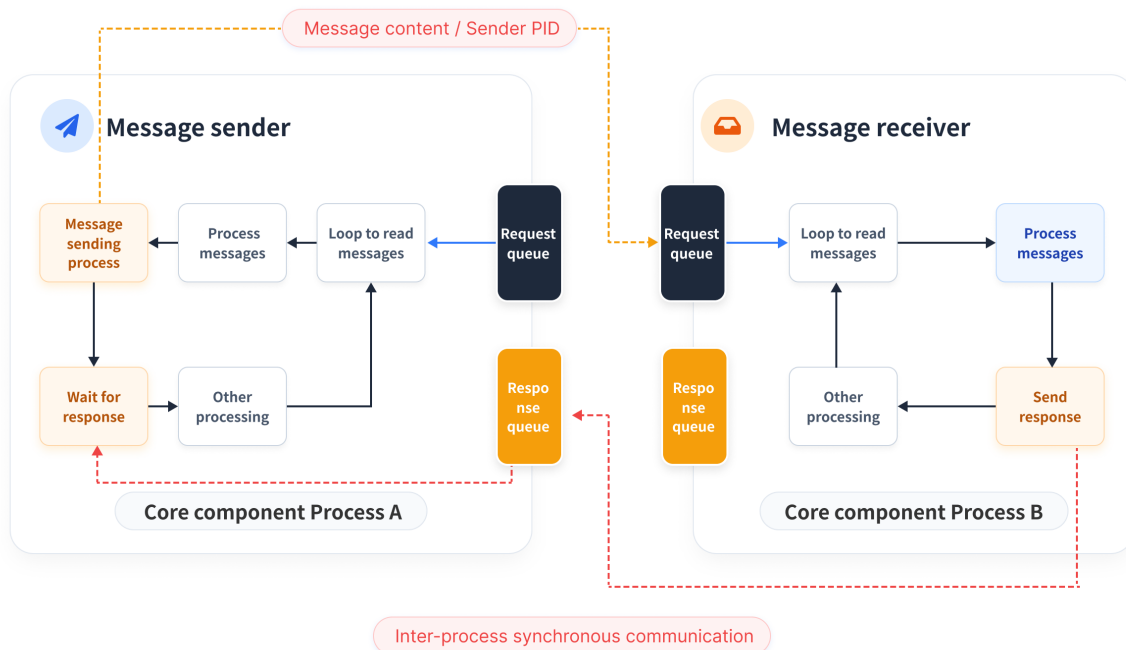 Message content / Sender PID
Message sender
Message receiver
Message
sending
process
Process
messages
Loop to read
messages
Request
queue
Request
queue
Loop to read
messages
Process
messages
Wait for
response
Other
processing
Respo
nse
queue
Respo
nse
queue
Other
processing
Send
response
Core component Process A
Core component Process B
Inter-process synchronous communication